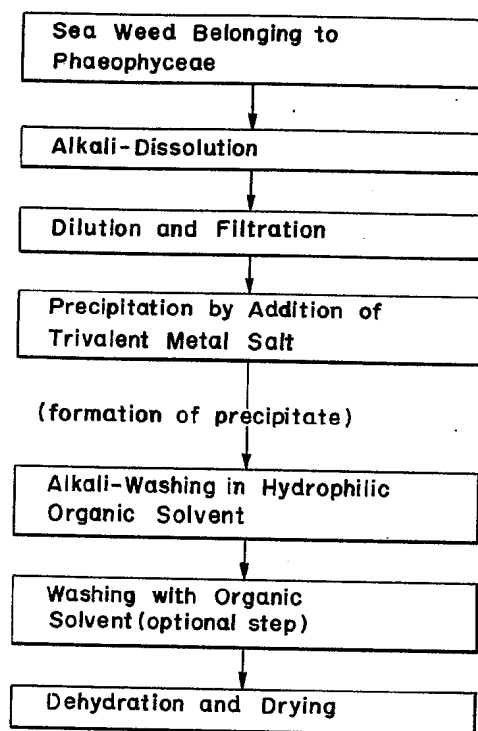 Sea Weed Belonging to
Phaeophyceae
Alkali-Dissolution
Dilution and Filtration
Precipitation by Addition of
Trivalent Metal Salt
(formation of precipitate)
Alkali-Washing in Hydrophilic
Organic Solvent
Washing with Organic
Solvent(optional step)
Dehydration and Drying